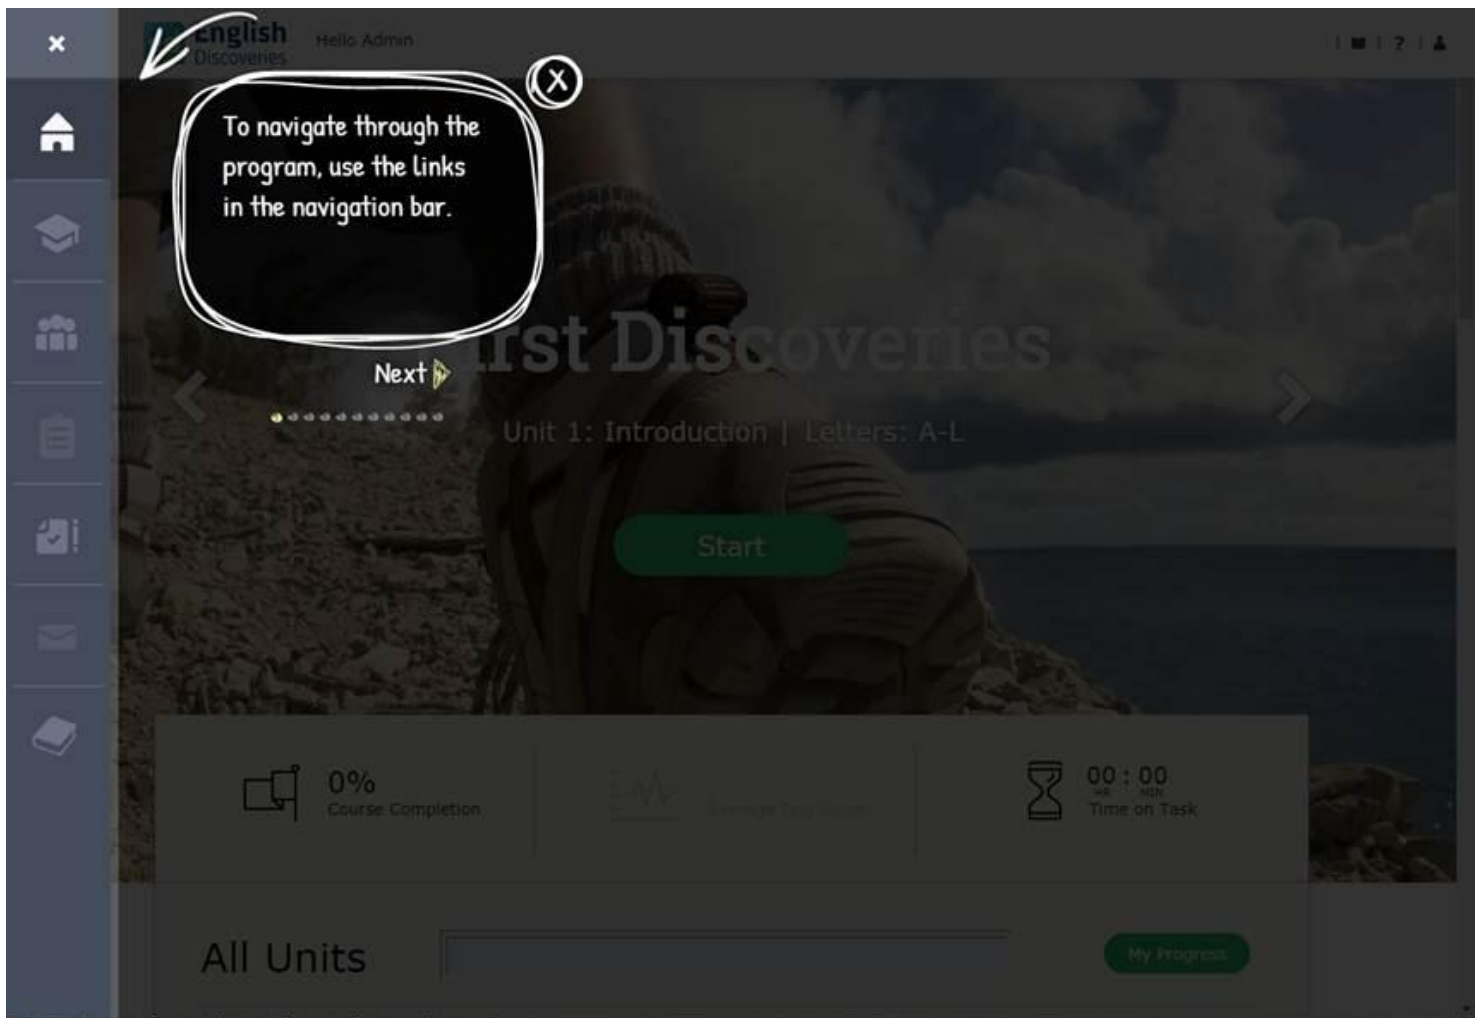 English
Discoveries
Hello Admin
?
X
To navigate through the
program, use the links
in the navigation bar.
Next
First Discoveries
Unit 1: Introduction | Letters: A-L
Start
0%
Course Completion
00 : 00
HR MIN
Time on Task
All Units
My Progress